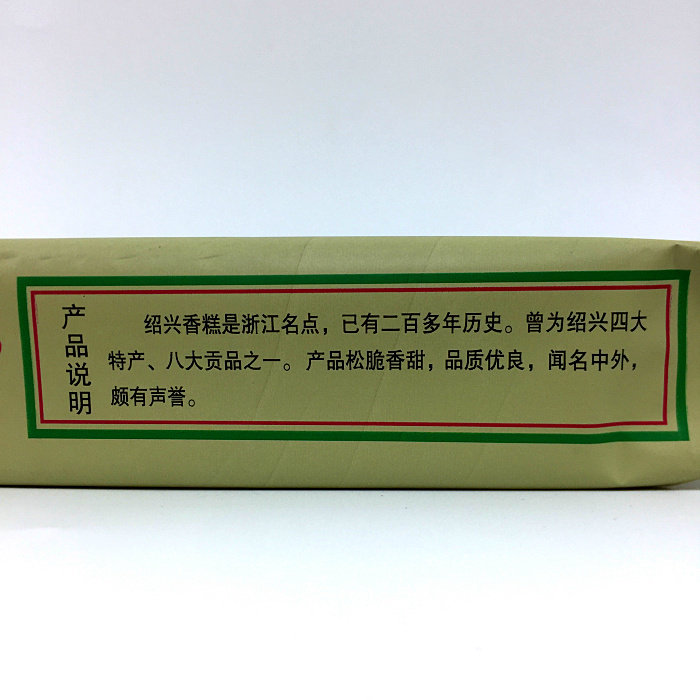 产品说明
绍兴香糕是浙江名点，已有二百多年历史。曾为绍兴四大
特产、八大贡品之一。产品松脆香甜，品质优良，闻名中外，
颇有声誉。